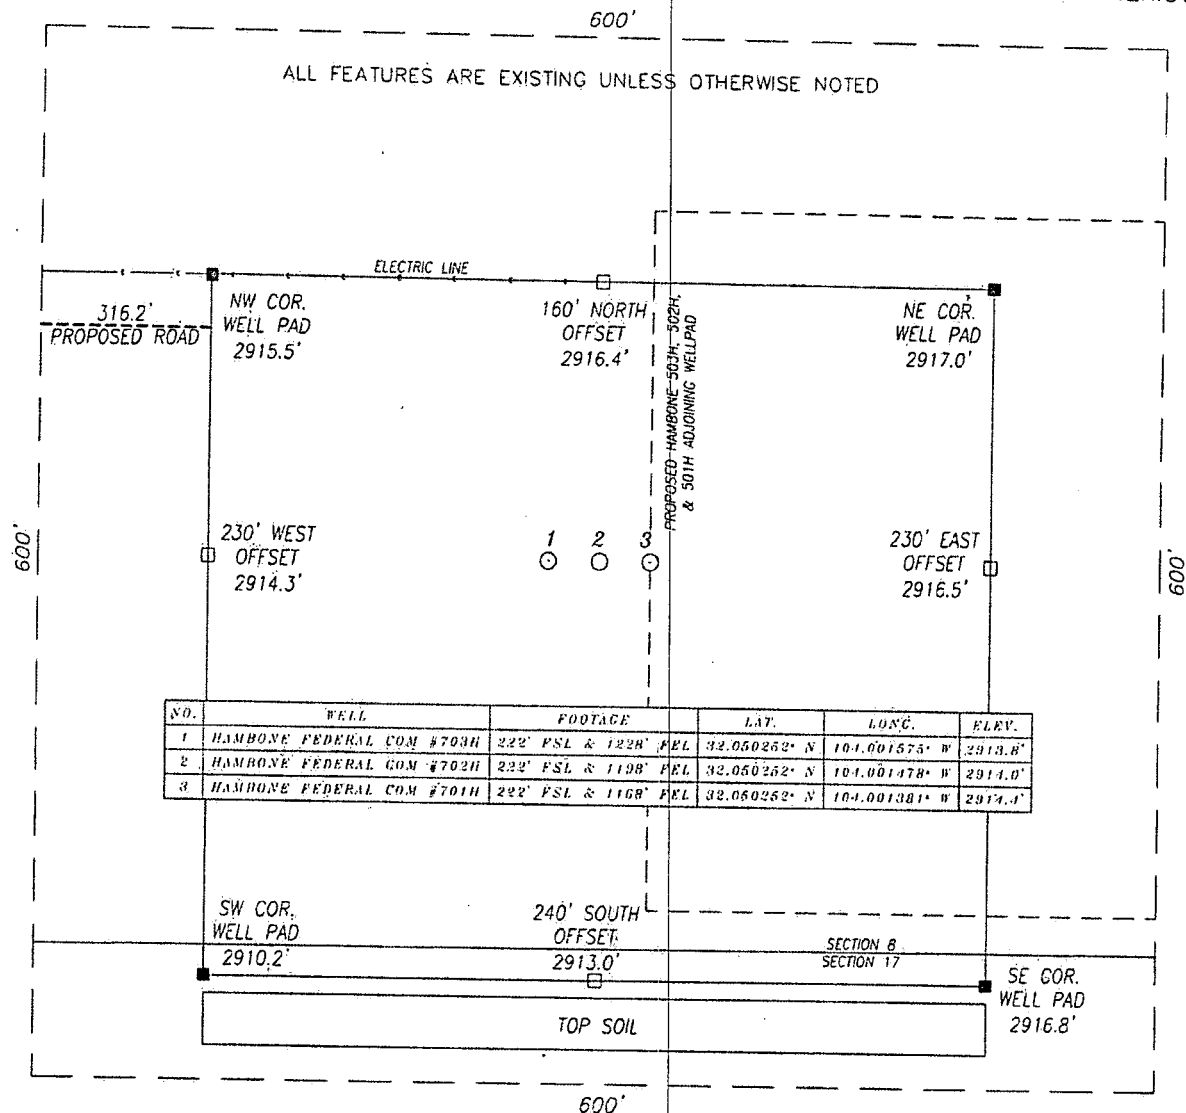 600'
ALL FEATURES ARE EXISTING UNLESS OTHERWISE NOTED
ELECTRIC LINE
316.2'
PROPOSED ROAD
NW COR.
WELL PAD
2915.5'
160' NORTH
OFFSET
2916.4'
PROPOSED HAMBONE 503H, 502H,
& 501H ADJOINING WELLPAD
NE COR.
WELL PAD
2917.0'
600'
230' WEST
OFFSET
2914.3'
1 2 3
230' EAST
OFFSET
2916.5'
600'
NO. WELL FOOTAGE LAT. LONG. ELEV.
1 HAMBONE FEDERAL COM #703H 222' FSL & 1228' FEL 32.050252° N 104.001575° W 2913.8'
2 HAMBONE FEDERAL COM #702H 222' FSL & 1198' FEL 32.050252° N 104.001478° W 2914.0'
3 HAMBONE FEDERAL COM #701H 222' FSL & 1168' FEL 32.050252° N 104.001381° W 2914.4'
SW COR.
WELL PAD
2910.2'
240' SOUTH
OFFSET
2913.0'
SECTION 8
SECTION 17
SE COR.
WELL PAD
2916.8'
TOP SOIL
600'